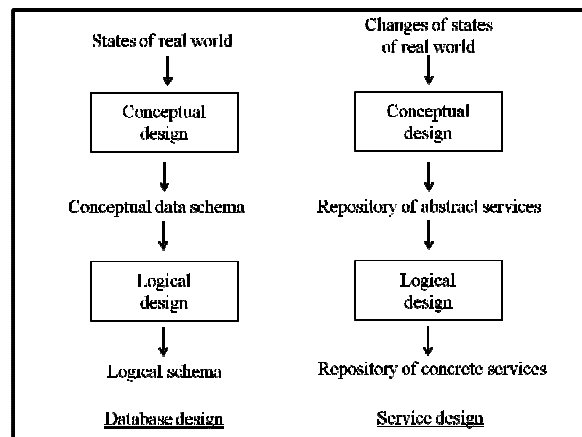 States of real world
Conceptual
design
Conceptual data schema
Logical
design
Logical schema
Database design
Changes of states
of real world
Conceptual
design
Repository of abstract services
Logical
design
Repository of concrete services
Service design